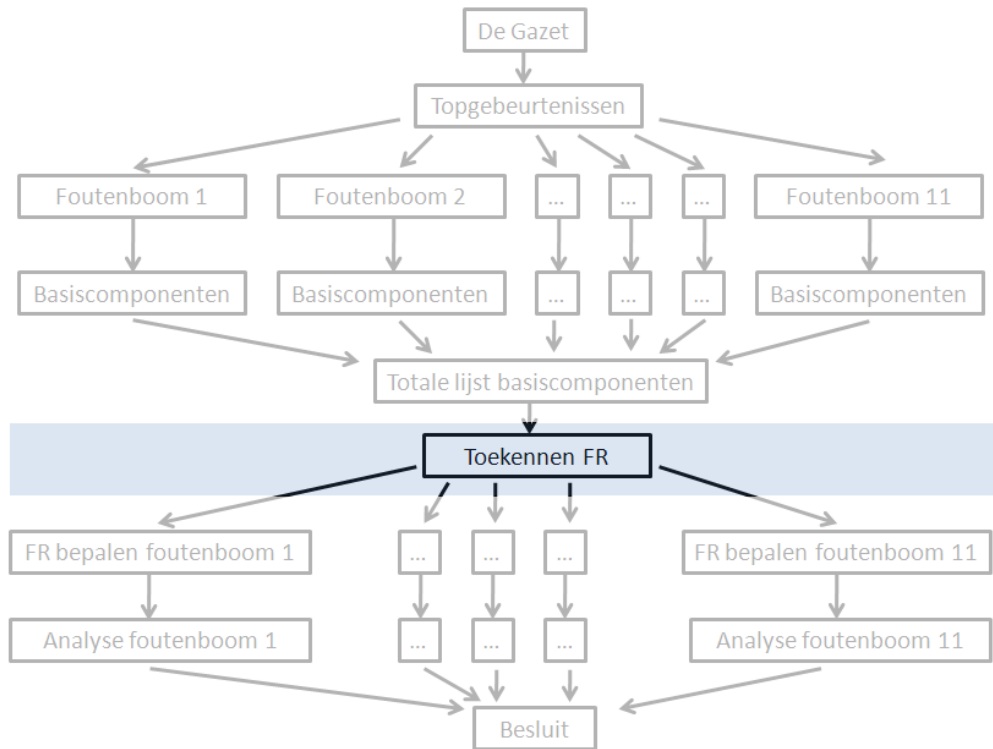 De Gazet
Topgebeurtenissen
Foutenboom 1
Foutenboom 2
...
...
...
Foutenboom 11
Basiscomponenten
Basiscomponenten
...
...
...
Basiscomponenten
Totale lijst basiscomponenten
Toekennen FR
FR bepalen foutenboom 1
...
...
...
FR bepalen foutenboom 11
Analyse foutenboom 1
...
...
...
Analyse foutenboom 11
Besluit